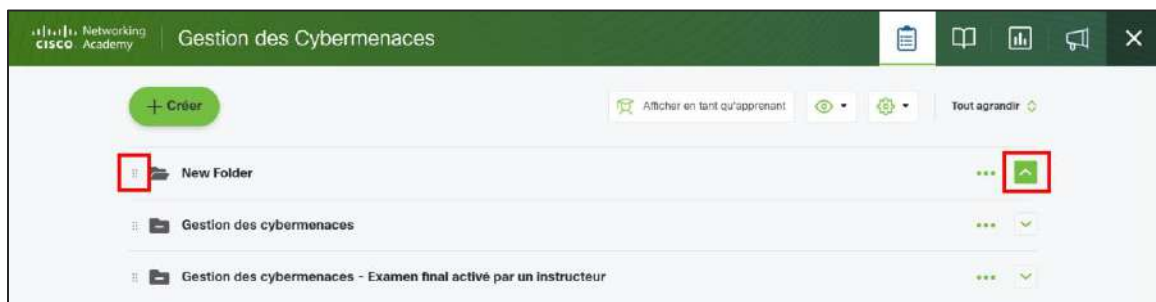 Networking
CISCO Academy
Gestion des Cybermenaces
+ Créer
Afficher en tant qu'apprenant
Tout agrandir
New Folder
Gestion des cybermenaces
Gestion des cybermenaces - Examen final activé par un instructeur